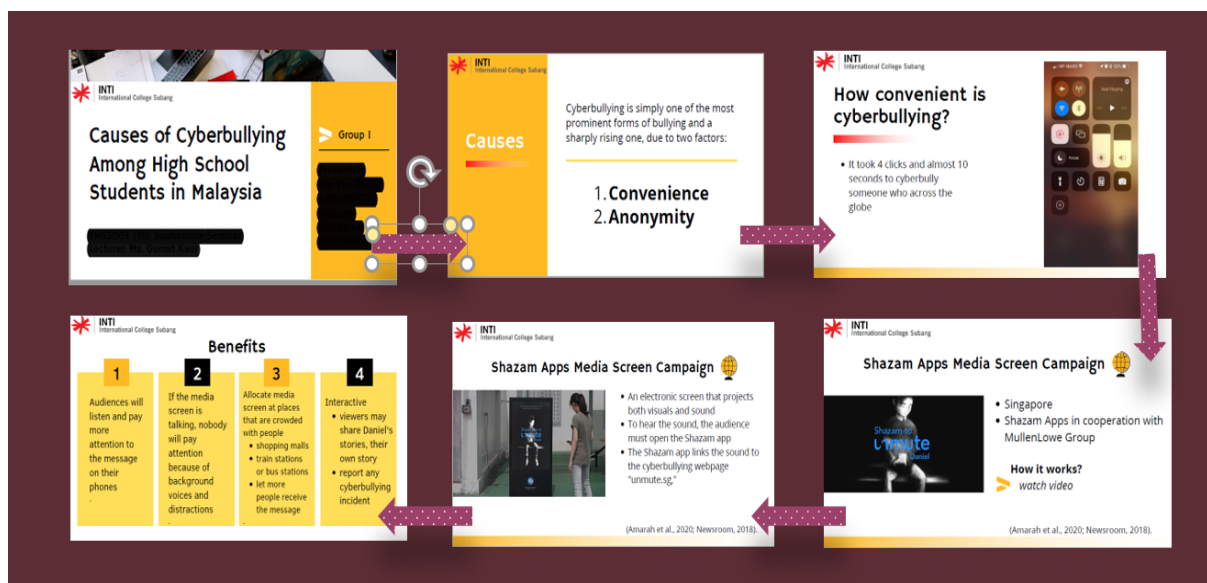 INTI
International College Subang
Causes of Cyberbullying
Among High School
Students in Malaysia
Group 1
INTI
International College Subang
Causes
Cyberbullying is simply one of the most
prominent forms of bullying and a
sharply rising one, due to two factors:
1. Convenience
2. Anonymity
INTI
International College Subang
How convenient is
cyberbullying?
• It took 4 clicks and almost 10
seconds to cyberbully
someone who across the
globe
Focus
INTI
International College Subang
Shazam Apps Media Screen Campaign
Shazam to
unmute
Daniel
• Singapore
• Shazam Apps in cooperation with
MullenLowe Group
How it works?
watch video
(Amarah et al., 2020; Newsroom, 2018).
INTI
International College Subang
Shazam Apps Media Screen Campaign
• An electronic screen that projects
both visuals and sound
• To hear the sound, the audience
must open the Shazam app
• The Shazam app links the sound to
the cyberbullying webpage
"unmute.sg,"
(Amarah et al., 2020; Newsroom, 2018).
INTI
International College Subang
Benefits
1
Audiences will
listen and pay
more
attention to
the message
on their
phones
.
2
If the media
screen is
talking, nobody
will pay
attention
because of
background
voices and
distractions
.
3
Allocate media
screen at places
that are crowded
with people
• shopping malls
• train stations
or bus stations
• let more
people receive
the message
.
4
Interactive
• viewers may
share Daniel's
stories, their
own story
• report any
cyberbullying
incident